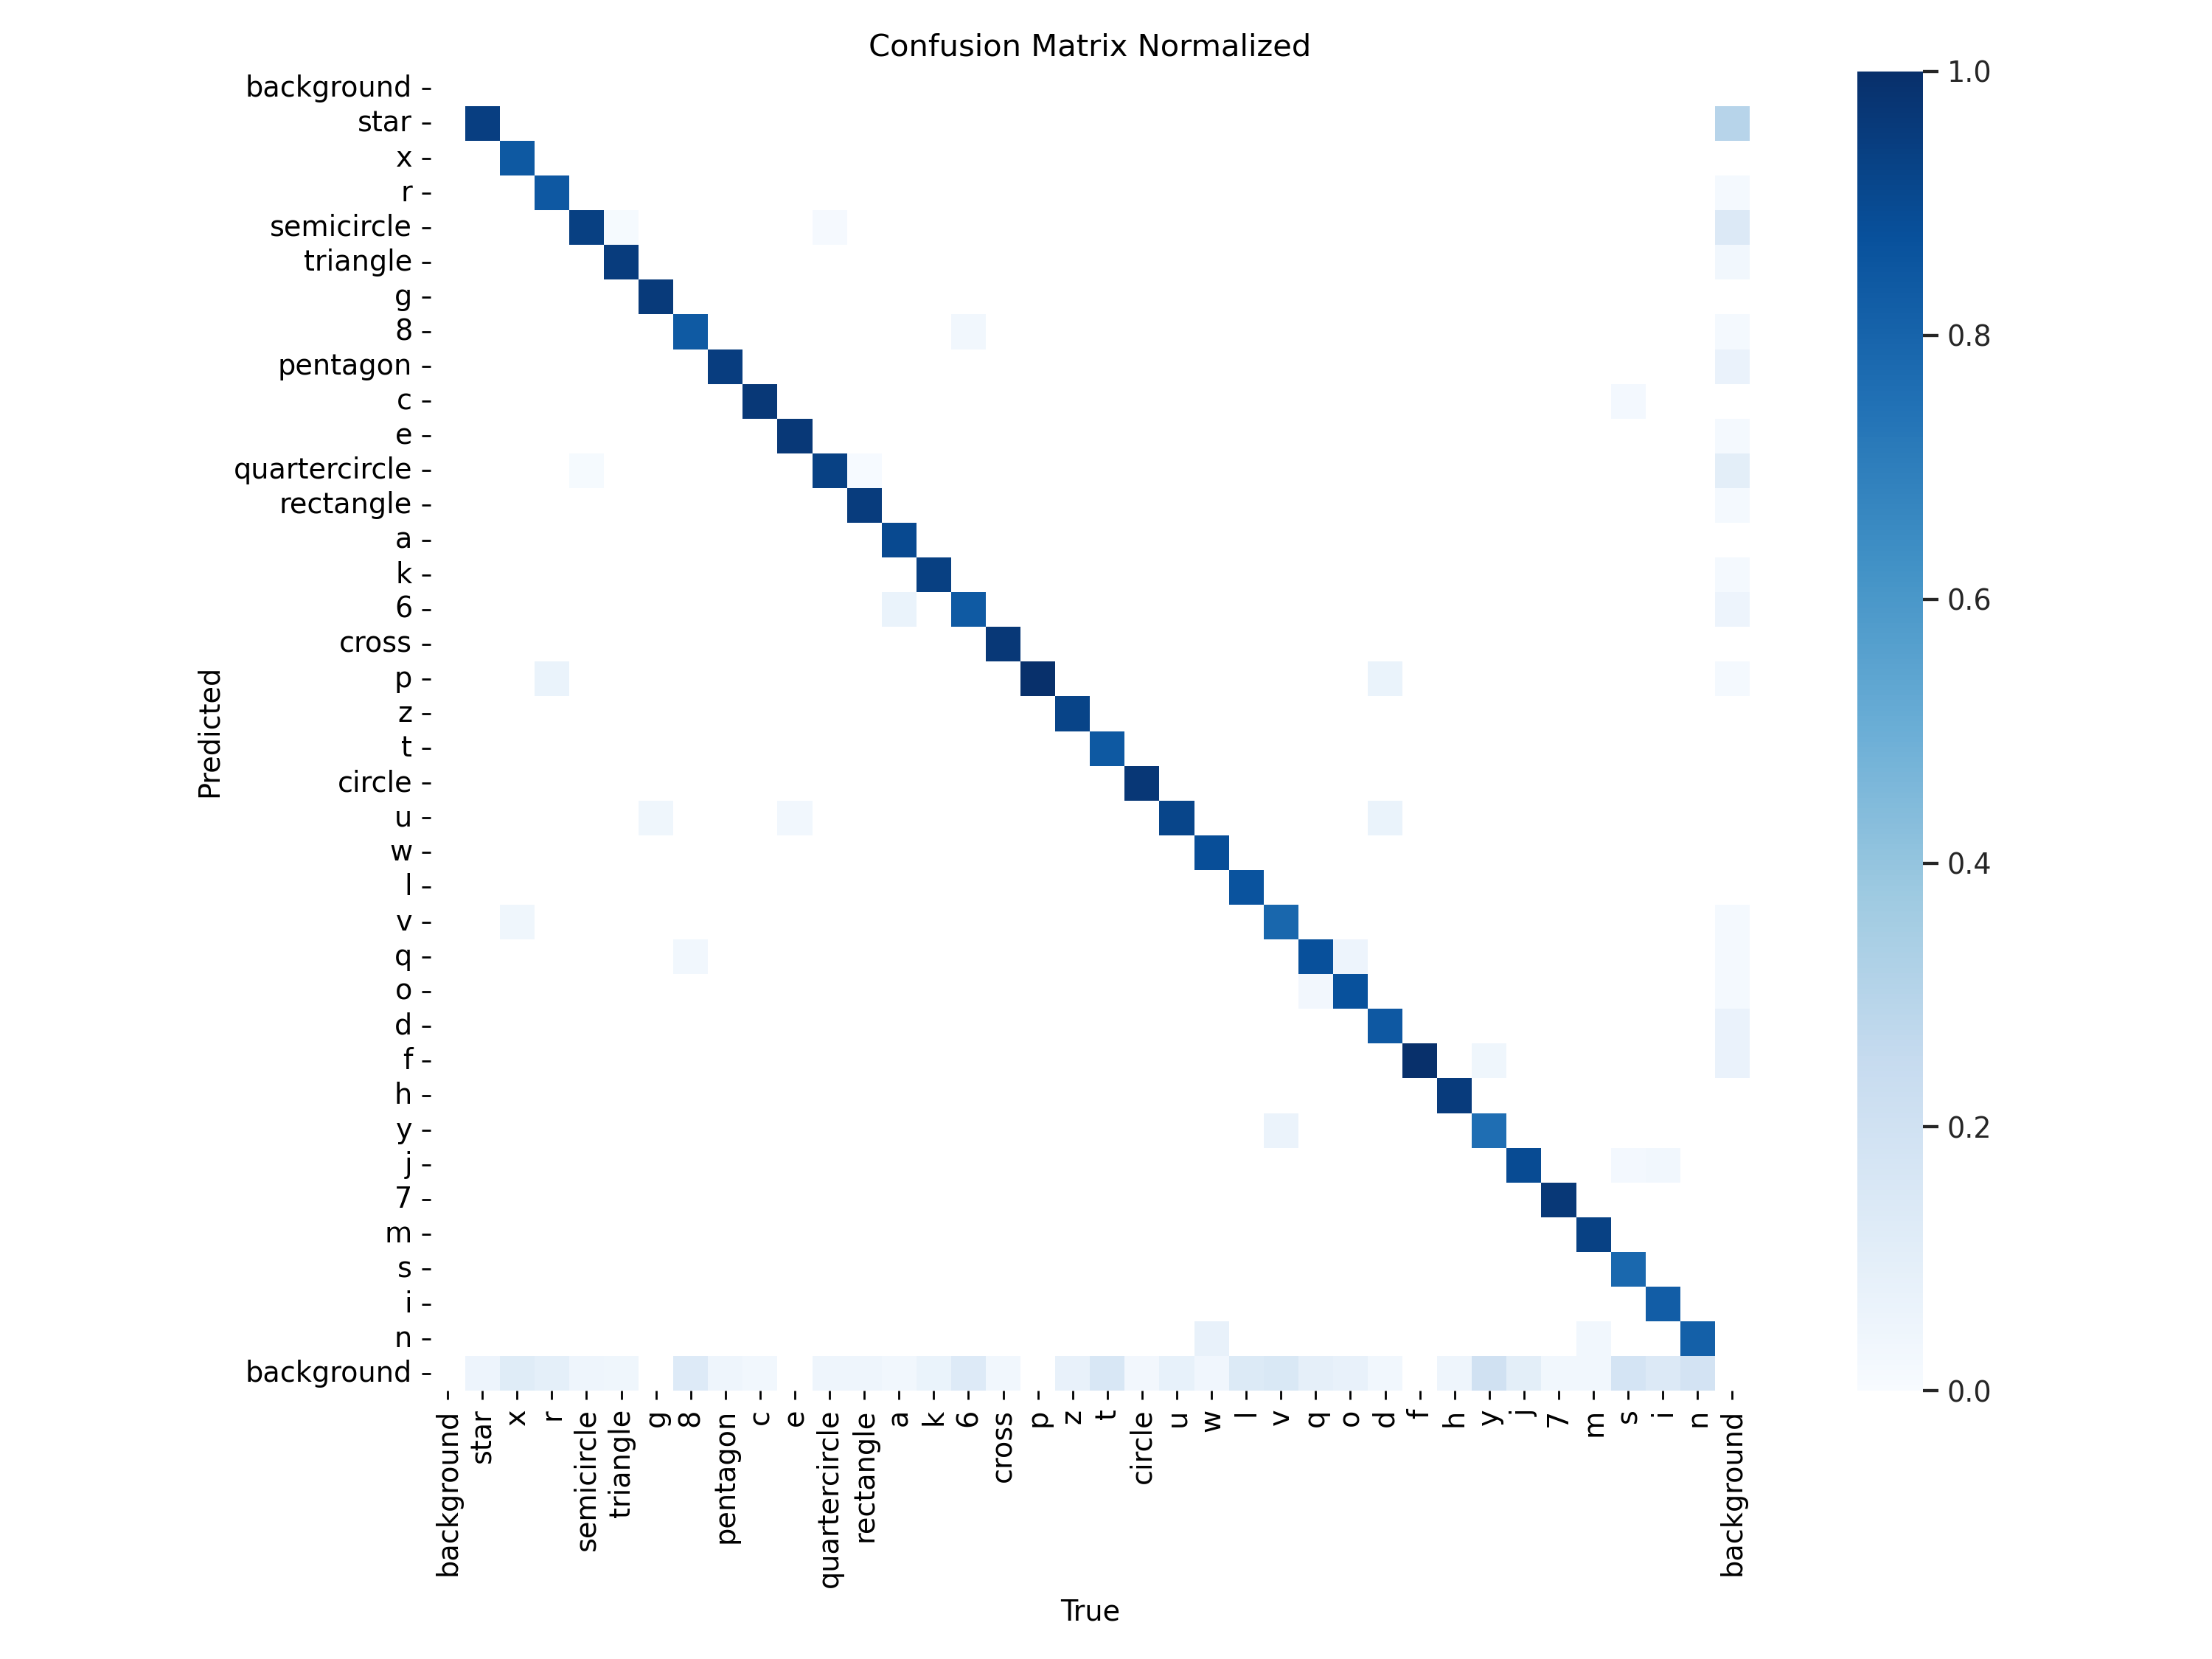 Confusion Matrix Normalized
Predicted
background
star
x
r
semicircle
triangle
g
8
pentagon
c
e
quartercircle
rectangle
a
k
6
cross
p
z
t
circle
u
w
l
v
q
o
d
f
h
y
j
7
m
s
i
n
background
background
star
x
r
semicircle
triangle
g
8
pentagon
c
e
quartercircle
rectangle
a
k
6
cross
p
z
t
circle
u
w
l
v
q
o
d
f
h
y
j
7
m
s
i
n
background
True
1.0
0.8
0.6
0.4
0.2
0.0